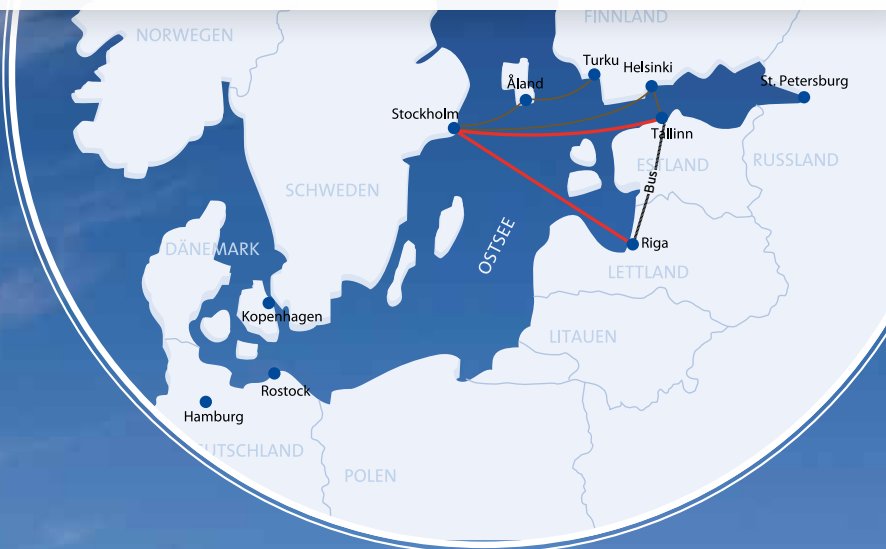 FINNLAND
NORWEGEN
Turku
Helsinki
Åland
St. Petersburg
Stockholm
Tallinn
ESTLAND
RUSSLAND
Bus
SCHWEDEN
OSTSEE
Riga
DÄNEMARK
LETTLAND
Kopenhagen
LITAUEN
Rostock
Hamburg
EUTSCHLAND
POLEN